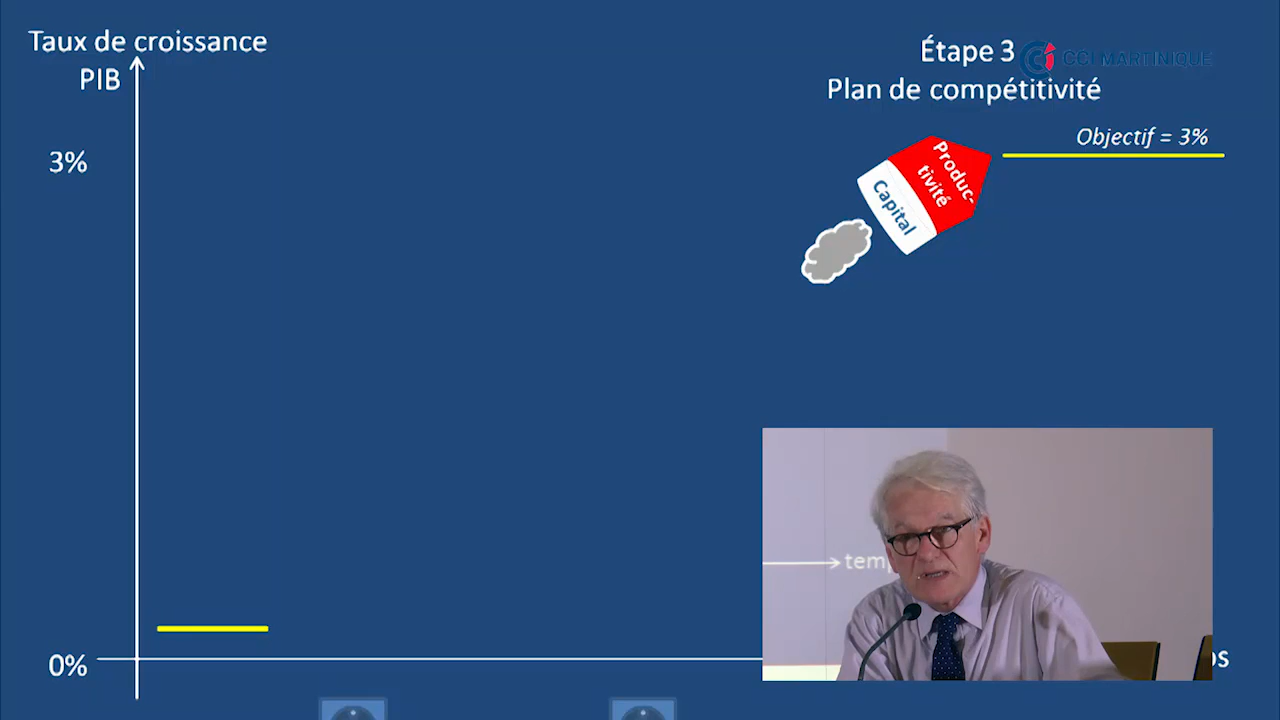 Taux de croissance
PIB
3%
0%
Étape 3
Plan de compétitivité
CCI MARTINIQUE
Objectif = 3%
Produc-
tivité
Capital